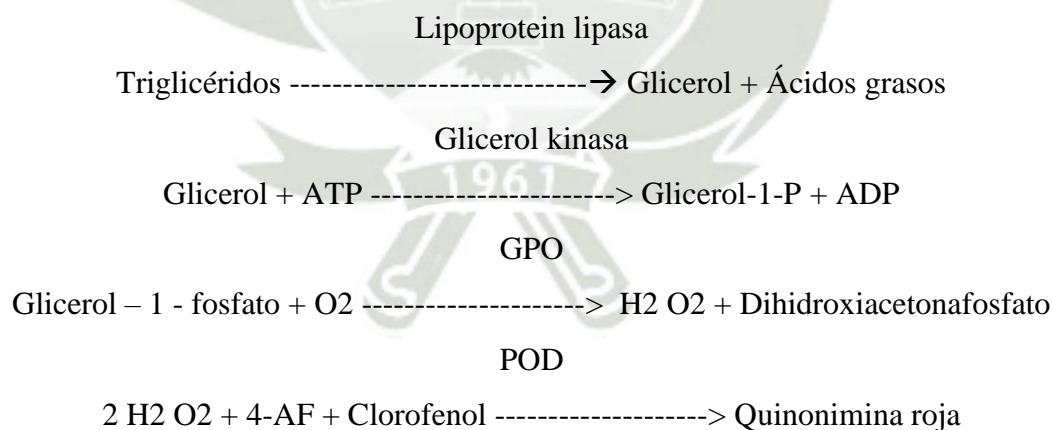 Lipoprotein lipasa
Triglicéridos ----------------------------→ Glicerol + Ácidos grasos
Glicerol kinasa
Glicerol + ATP -----------------------> Glicerol-1-P + ADP
1961
GPO
Glicerol – 1 - fosfato + O2 ---------------------> H2 O2 + Dihidroxiacetonafosfato
POD
2 H2 O2 + 4-AF + Clorofenol --------------------> Quinonimina roja